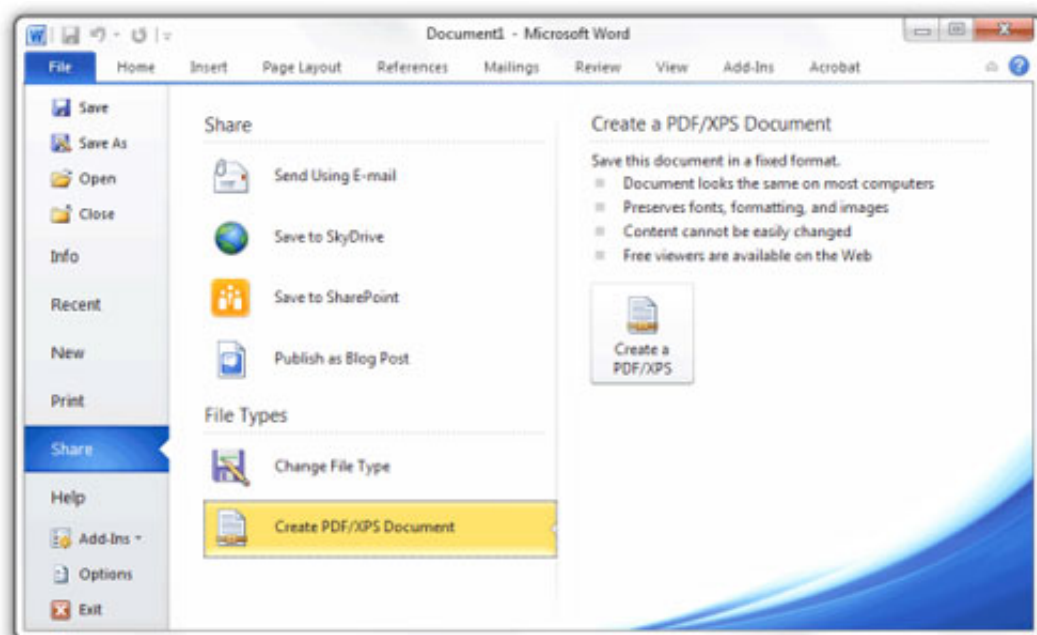 Document1 - Microsoft Word
File Home Insert Page Layout References Mailings Review View Add-Ins Acrobat
Save
Save As
Open
Close
Info
Recent
New
Print
Share
Help
Add-Ins
Options
Exit
Share
Send Using E-mail
Save to SkyDrive
Save to SharePoint
Publish as Blog Post
File Types
Change File Type
Create PDF/XPS Document
Create a PDF/XPS Document
Save this document in a fixed format.
Document looks the same on most computers
Preserves fonts, formatting, and images
Content cannot be easily changed
Free viewers are available on the Web
Create a
PDF/XPS